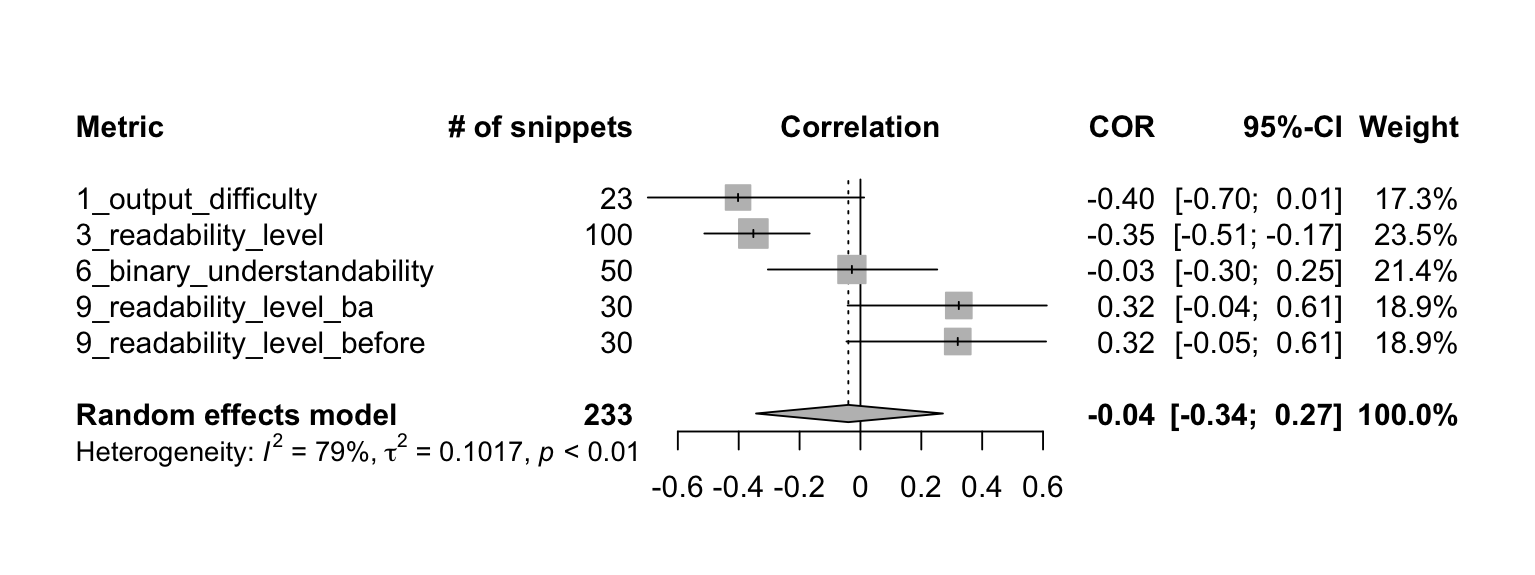 Metric # of snippets Correlation COR 95%-CI Weight
1_output_difficulty 23 -0.40 [-0.70; 0.01] 17.3%
3_readability_level 100 -0.35 [-0.51; -0.17] 23.5%
6_binary_understandability 50 -0.03 [-0.30; 0.25] 21.4%
9_readability_level_ba 30 0.32 [-0.04; 0.61] 18.9%
9_readability_level_before 30 0.32 [-0.05; 0.61] 18.9%
Random effects model 233 -0.04 [-0.34; 0.27] 100.0%
Heterogeneity: I² = 79%, τ² = 0.1017, p < 0.01
-0.6 -0.4 -0.2 0 0.2 0.4 0.6